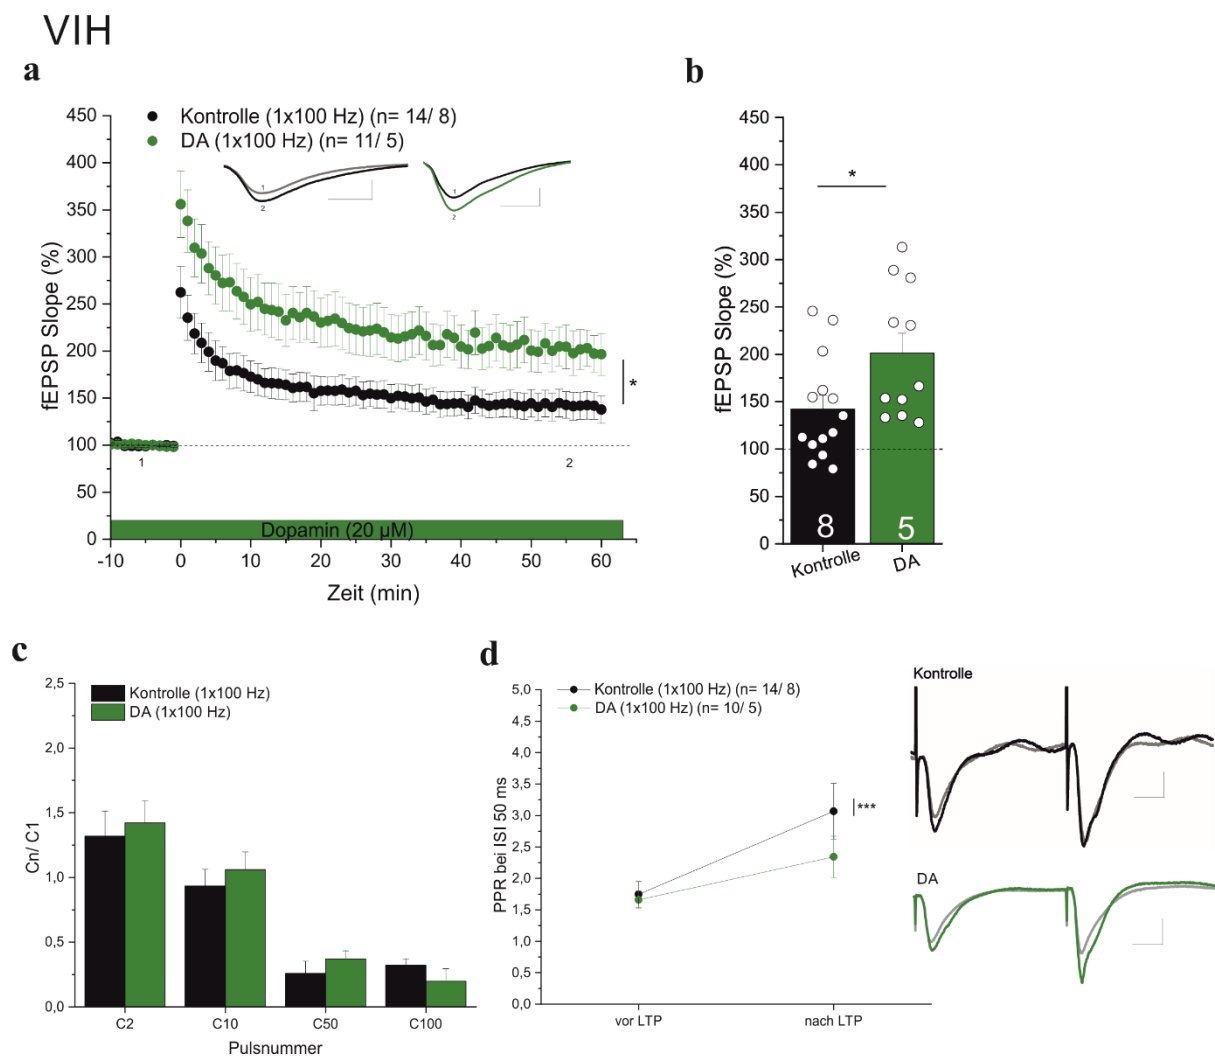 VIH
a
Kontrolle (1x100 Hz) (n= 14/ 8)
DA (1x100 Hz) (n= 11/ 5)
fEPSP Slope (%)
450
400
350
300
250
200
150
100
50
0
1
2
1
2
*
1
2
Dopamin (20 µM)
-10
0
10
20
30
40
50
60
Zeit (min)
b
fEPSP Slope (%)
450
400
350
300
250
200
150
100
50
0
*
8
5
Kontrolle
DA
c
Kontrolle (1x100 Hz)
DA (1x100 Hz)
Cn/ C1
2,5
2,0
1,5
1,0
0,5
0,0
C2
C10
C50
C100
Pulsnummer
d
Kontrolle (1x100 Hz) (n= 14/ 8)
DA (1x100 Hz) (n= 10/ 5)
PPR bei ISI 50 ms
5,0
4,5
4,0
3,5
3,0
2,5
2,0
1,5
1,0
0,5
0,0
***
vor LTP
nach LTP
Kontrolle
DA